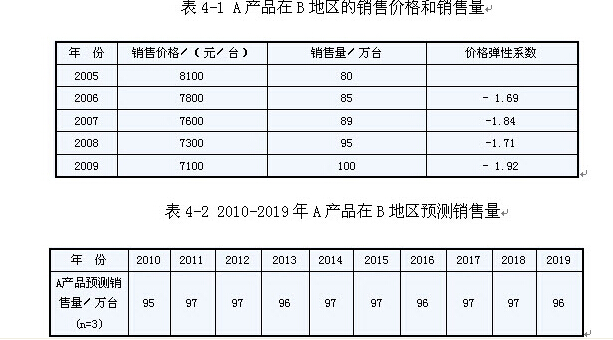 表 4-1 A 产品在 B 地区的销售价格和销售量
年 份 销售价格/（元/台） 销售量/万台 价格弹性系数
2005 8100 80
2006 7800 85 - 1.69
2007 7600 89 -1.84
2008 7300 95 -1.71
2009 7100 100 - 1.92
表 4-2 2010-2019 年 A 产品在 B 地区预测销售量
年 份 2010 2011 2012 2013 2014 2015 2016 2017 2018 2019
A产品预测销
售量/万台 95 97 97 96 97 97 96 97 97 96
(n=3)